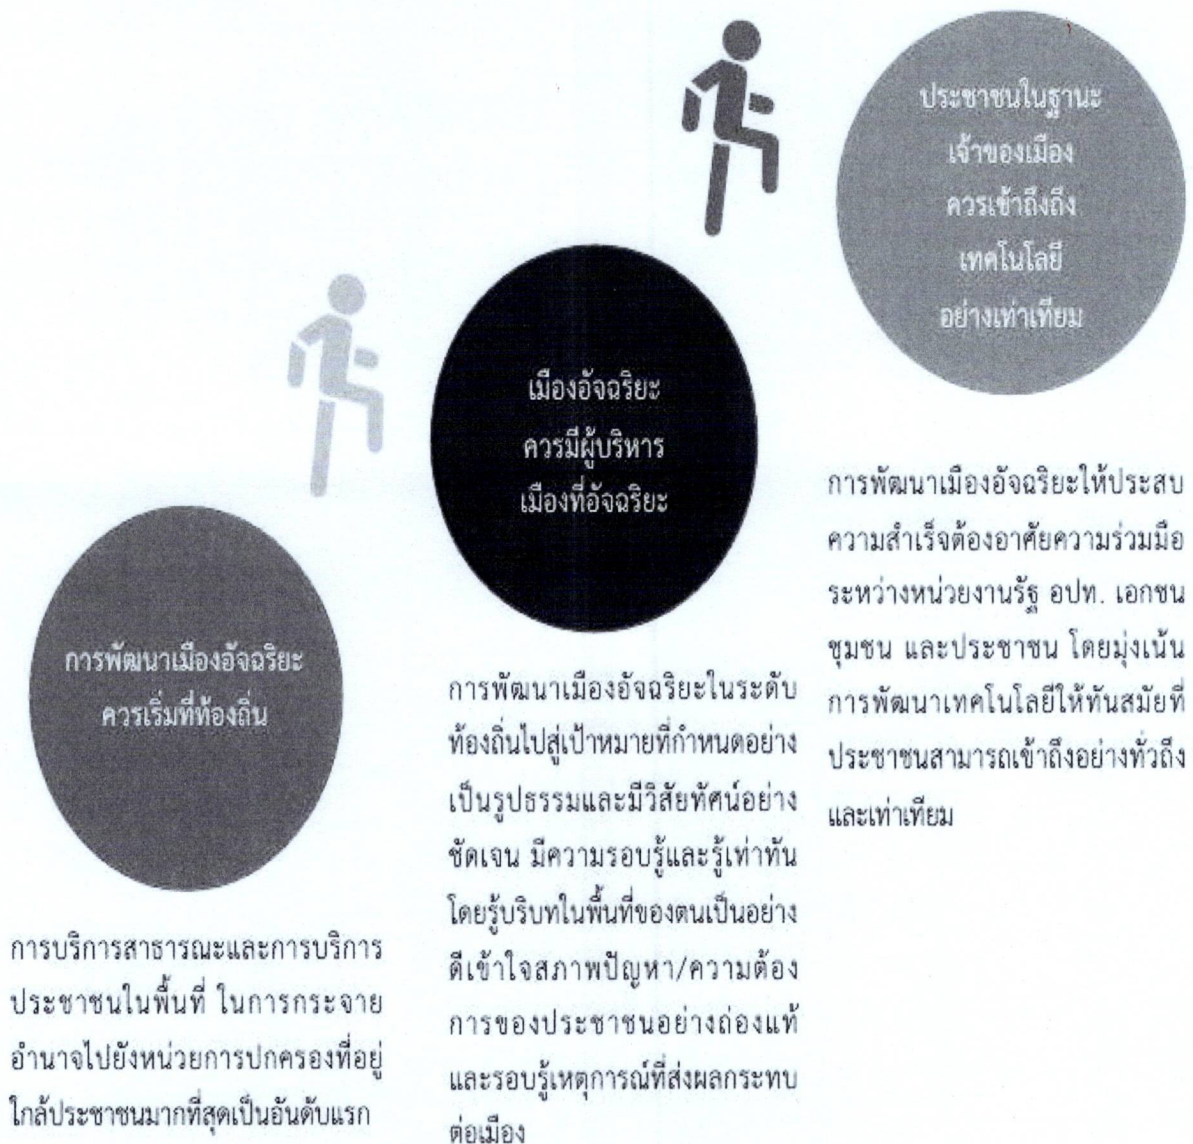 ประชาชนในฐานะ
เจ้าของเมือง
ควรเข้าถึงถึง
เทคโนโลยี
อย่างเท่าเทียม
เมืองอัจฉริยะ
ควรมีผู้บริหาร
เมืองที่อัจฉริยะ
การพัฒนาเมืองอัจฉริยะ
ควรเริ่มที่ท้องถิ่น
การบริการสาธารณะและการบริการ
ประชาชนในพื้นที่ ในการกระจาย
อำนาจไปยังหน่วยการปกครองที่อยู่
ใกล้ประชาชนมากที่สุดเป็นอันดับแรก
การพัฒนาเมืองอัจฉริยะในระดับ
ท้องถิ่นไปสู่เป้าหมายที่กำหนดอย่าง
เป็นรูปธรรมและมีวิสัยทัศน์อย่าง
ชัดเจน มีความรอบรู้และรู้เท่าทัน
โดยรู้บริบทในพื้นที่ของตนเป็นอย่าง
ดีเข้าใจสภาพปัญหา/ความต้อง
การของประชาชนอย่างถ่องแท้
และรอบรู้เหตุการณ์ที่ส่งผลกระทบ
ต่อเมือง
การพัฒนาเมืองอัจฉริยะให้ประสบ
ความสำเร็จต้องอาศัยความร่วมมือ
ระหว่างหน่วยงานรัฐ อปท. เอกชน
ชุมชน และประชาชน โดยมุ่งเน้น
การพัฒนาเทคโนโลยีให้ทันสมัยที่
ประชาชนสามารถเข้าถึงอย่างทั่วถึง
และเท่าเทียม